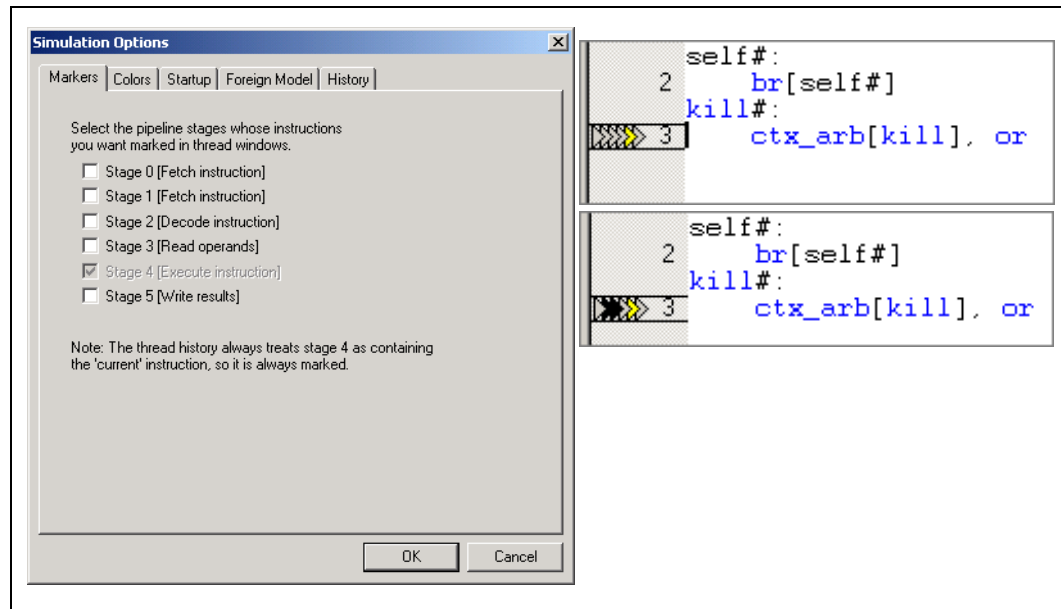 Simulation Options
Markers Colors Startup Foreign Model History
Select the pipeline stages whose instructions
you want marked in thread windows.
Stage 0 [Fetch instruction]
Stage 1 [Fetch instruction]
Stage 2 [Decode instruction]
Stage 3 [Read operands]
Stage 4 [Execute instruction]
Stage 5 [Write results]
Note: The thread history always treats stage 4 as containing
the 'current' instruction, so it is always marked.
OK Cancel
self#:
2 br[self#]
kill#:
3 ctx_arb[kill], or
self#:
2 br[self#]
kill#:
3 ctx_arb[kill], or